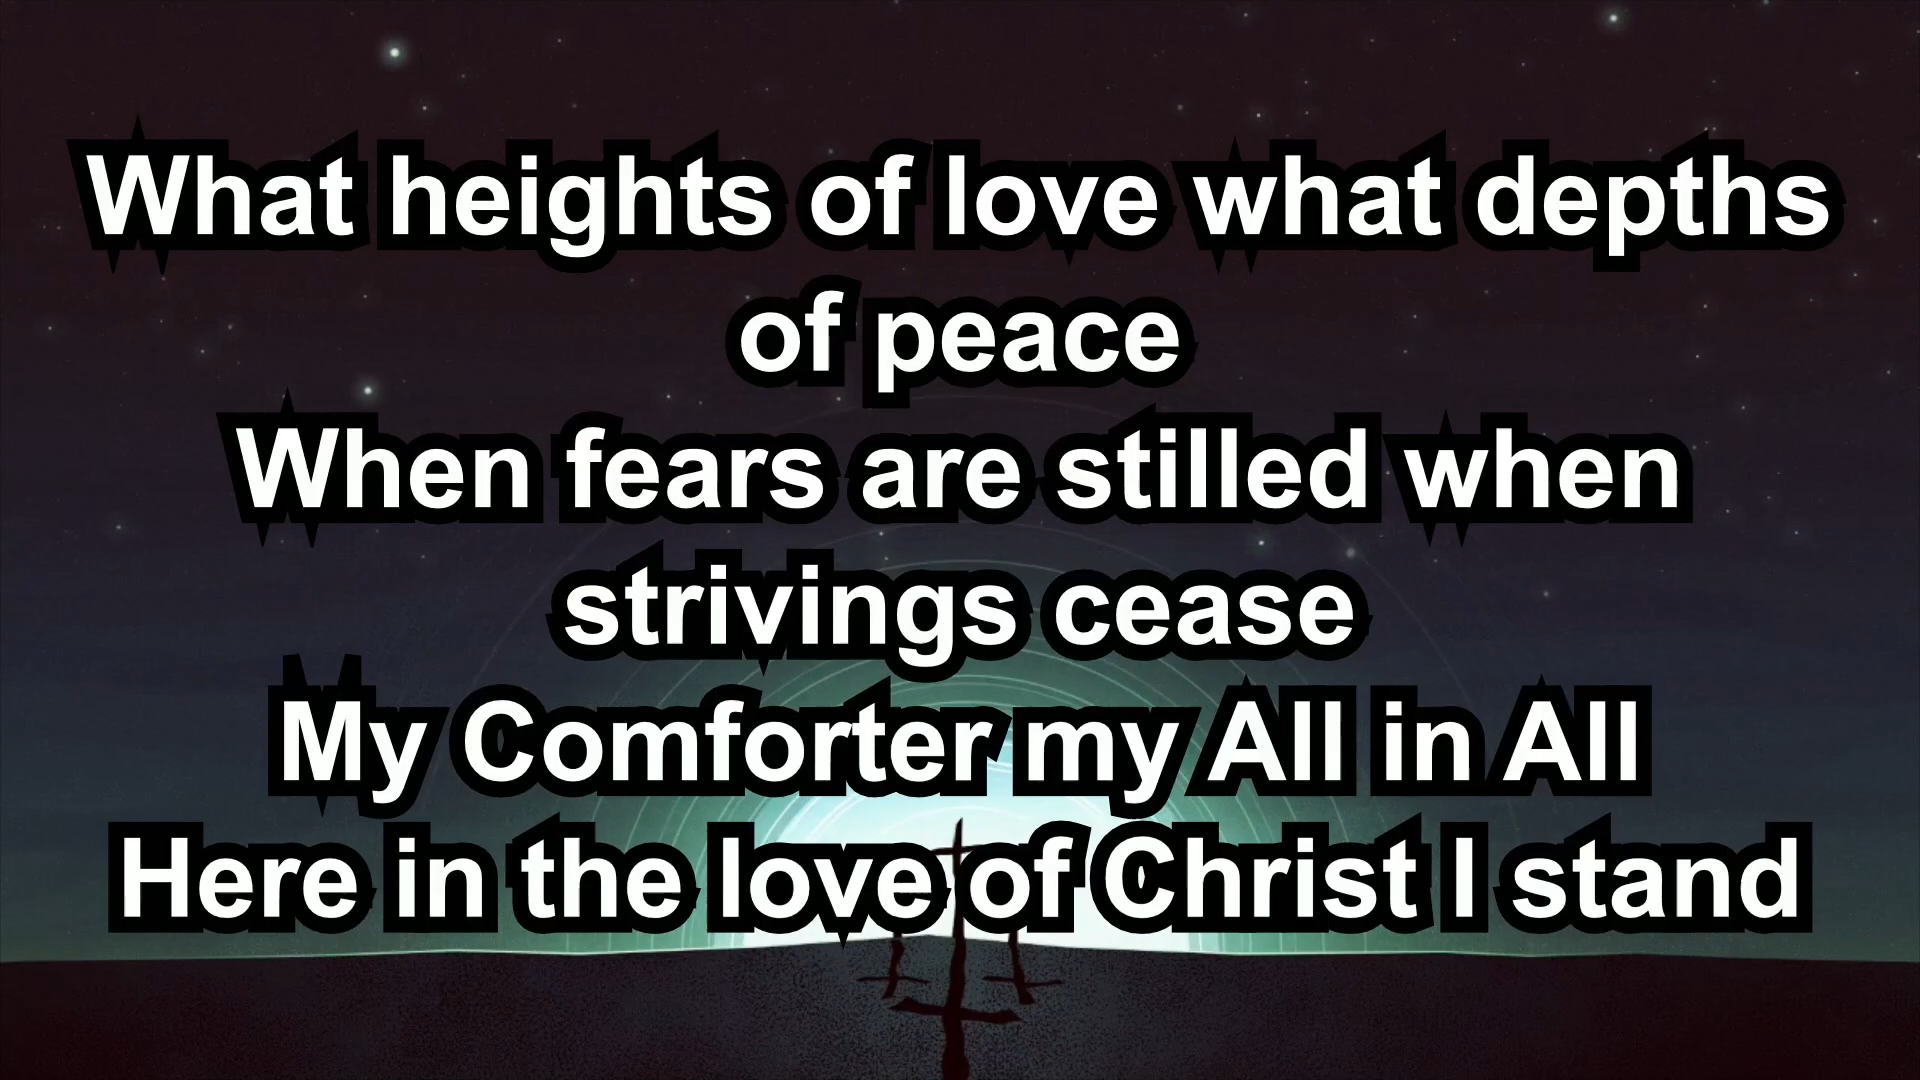 What heights of love what depths
of peace
When fears are stilled when
strivings cease
My Comforter my All in All
Here in the love of Christ I stand